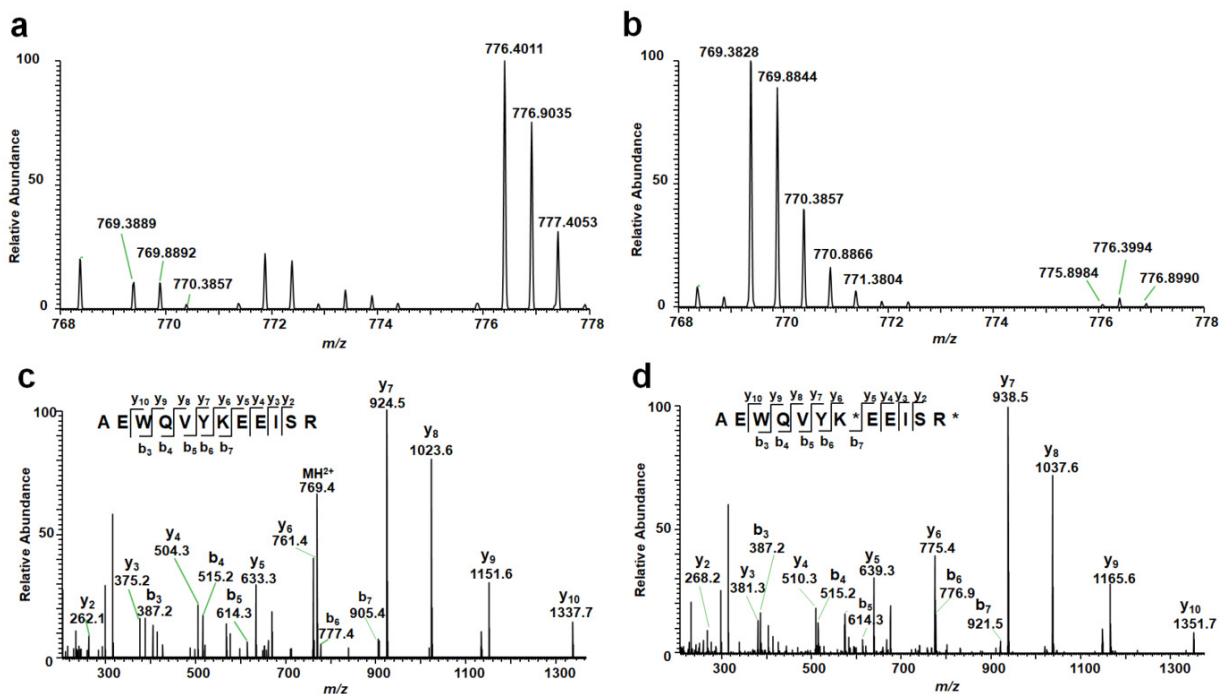 a
b
100
50
0
Relative Abundance
776.4011
776.9035
777.4053
769.3889
769.8892
770.3857
768 770 772 774 776 778
m/z
100
50
0
Relative Abundance
769.3828
769.8844
770.3857
770.8866
771.3804
776.3994
775.8984
776.8990
768 770 772 774 776 778
m/z
c
d
100
50
0
Relative Abundance
y10 y9 y8 y7 y6 y5 y4 y3 y2
A E W Q V Y K E E I S R
b3 b4 b5 b6 b7
y7
924.5
y8
1023.6
MH2+
769.4
y6
761.4
y4
504.3
b4
515.2
y5
633.3
y3
375.2
b3
387.2
b5
614.3
y2
262.1
b7
905.4
b6
777.4
y9
1151.6
y10
1337.7
300 500 700 900 1100 1300
m/z
100
50
0
Relative Abundance
y10 y9 y8 y7 y6 y5 y4 y3 y2
A E W Q V Y K * E E I S R *
b3 b4 b5 b6 b7
y7
938.5
y8
1037.6
y6
775.4
b3
387.2
y4
510.3
y5
639.3
y2
268.2
y3
381.3
b4
515.2
b5
614.3
b6
776.9
b7
921.5
y9
1165.6
y10
1351.7
300 500 700 900 1100 1300
m/z